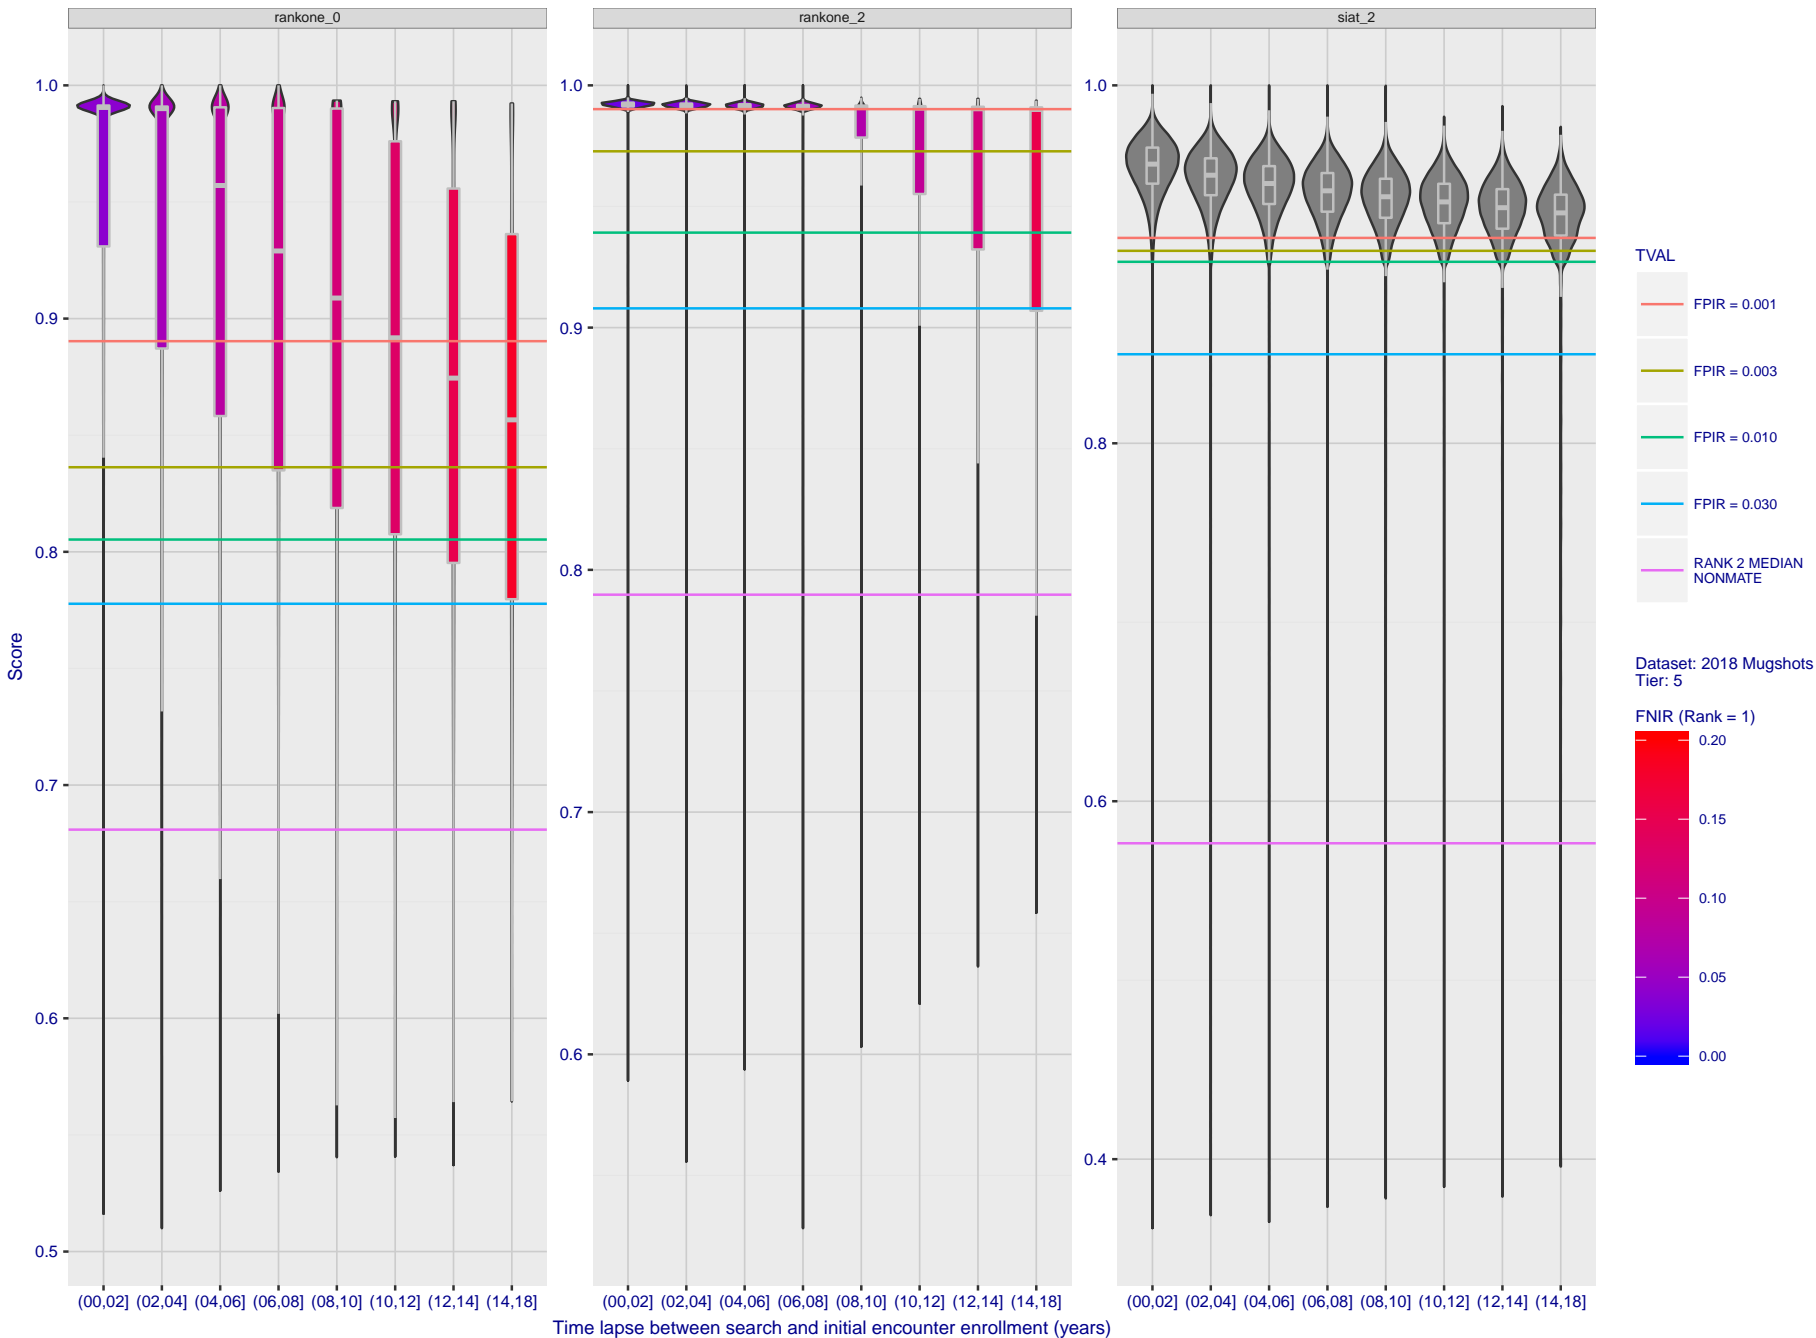 rankone_0
rankone_2
siat_2
1.0
0.9
0.8
0.7
0.6
0.5
1.0
0.9
0.8
0.7
0.6
1.0
0.8
0.6
0.4
Score
(00,02] (02,04] (04,06] (06,08] (08,10] (10,12] (12,14] (14,18]
(00,02] (02,04] (04,06] (06,08] (08,10] (10,12] (12,14] (14,18]
(00,02] (02,04] (04,06] (06,08] (08,10] (10,12] (12,14] (14,18]
Time lapse between search and initial encounter enrollment (years)
TVAL
FPIR = 0.001
FPIR = 0.003
FPIR = 0.010
FPIR = 0.030
RANK 2 MEDIAN
NONMATE
Dataset: 2018 Mugshots
Tier: 5
FNIR (Rank = 1)
0.20
0.15
0.10
0.05
0.00